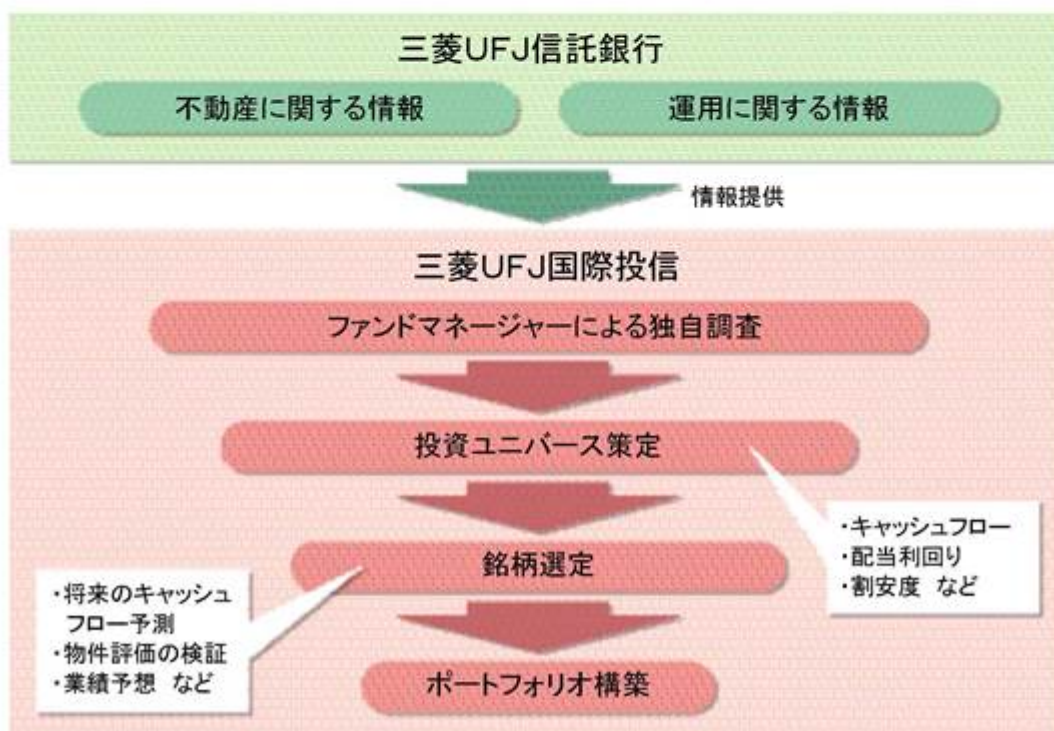 三菱UFJ信託銀行
不動産に関する情報
運用に関する情報
情報提供
三菱UFJ国際投信
ファンドマネージャーによる独自調査
投資ユニバース策定
・キャッシュフロー
・配当利回り
・割安度 など
銘柄選定
・将来のキャッシュ
フロー予測
・物件評価の検証
・業績予想 など
ポートフォリオ構築